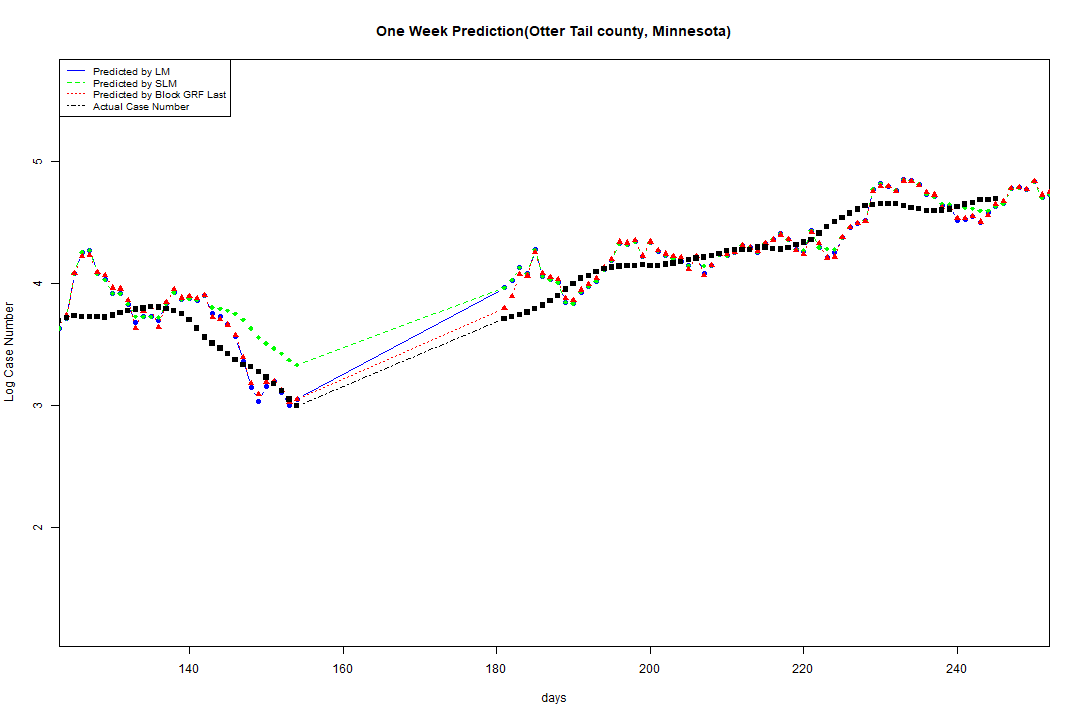 One Week Prediction(Otter Tail county, Minnesota)
Predicted by LM
Predicted by SLM
Predicted by Block GRF Last
Actual Case Number
5
4
3
2
Log Case Number
140 160 180 200 220 240
days